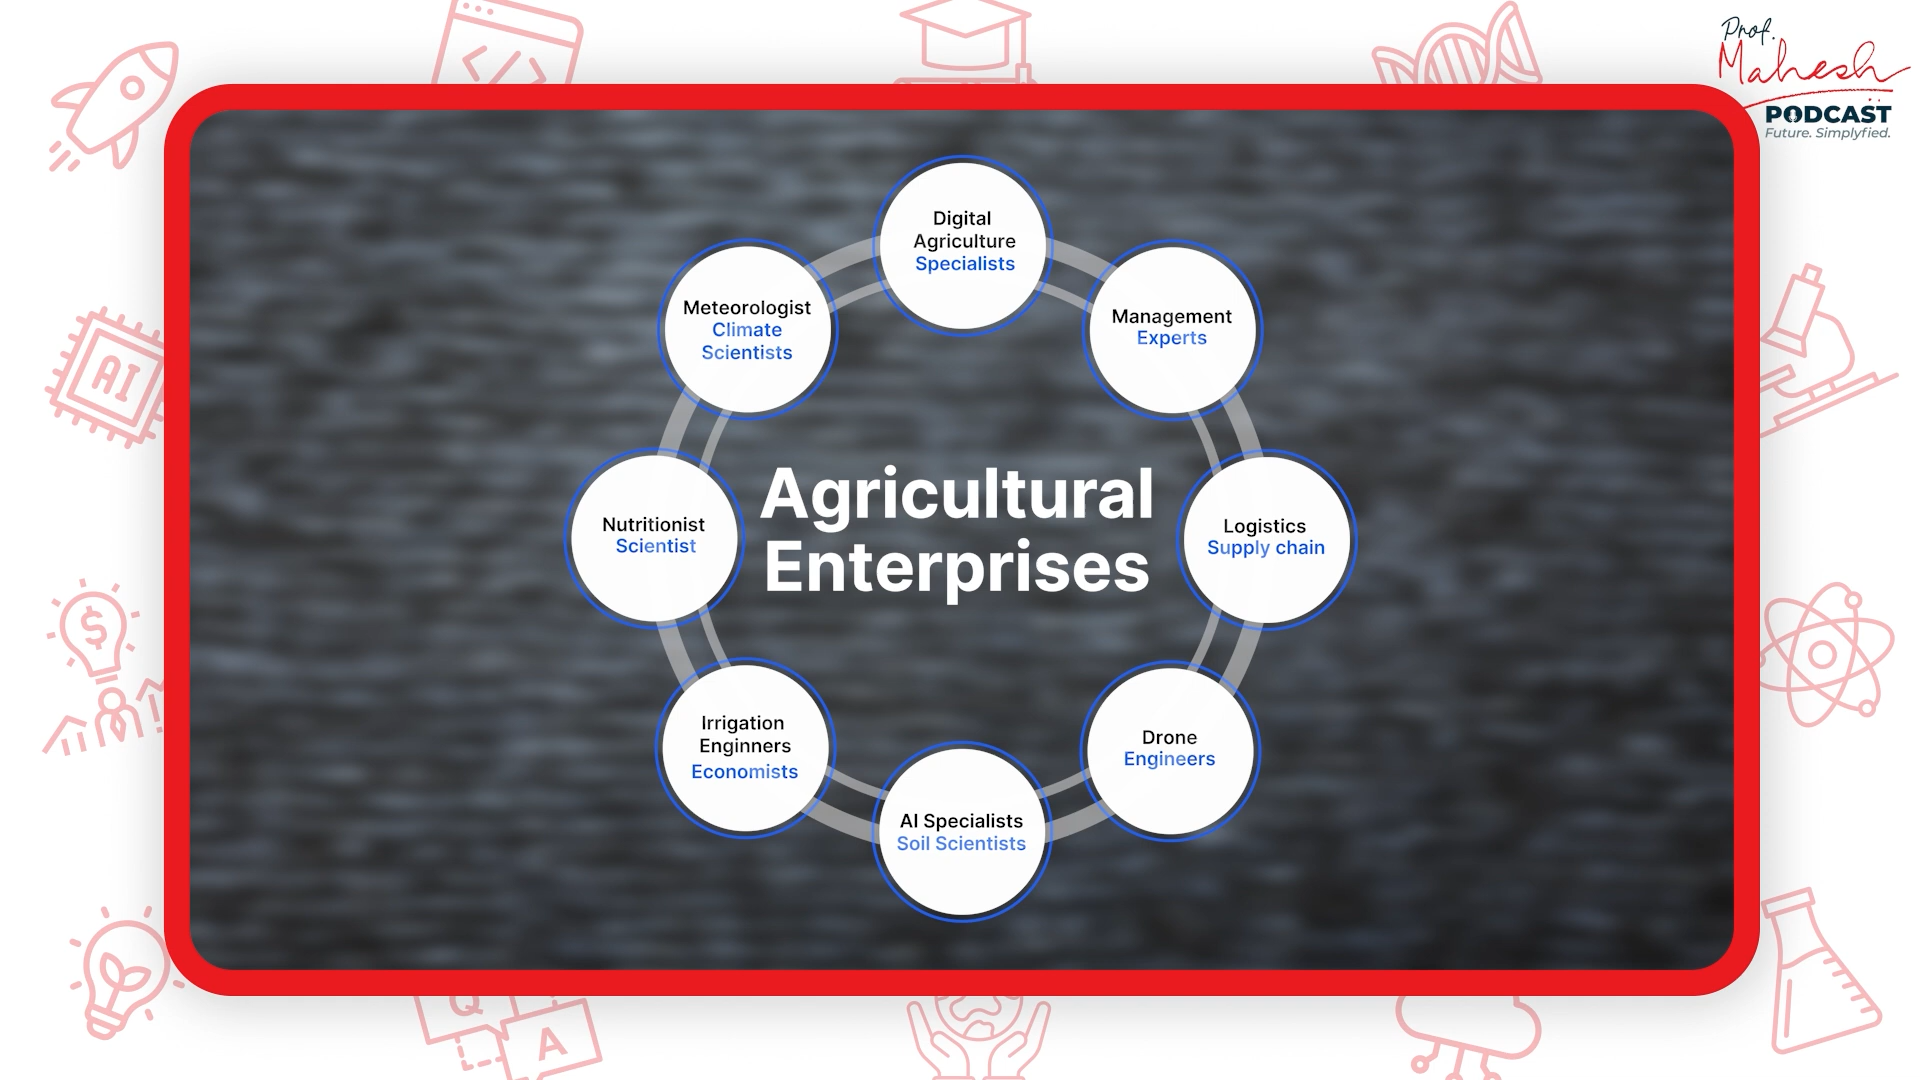 Prof.
Mahesh
PODCAST
Future. Simplyfied.
Digital
Agriculture
Specialists
Management
Experts
Logistics
Supply chain
Drone
Engineers
AI Specialists
Soil Scientists
Irrigation
Enginners
Economists
Nutritionist
Scientist
Meteorologist
Climate
Scientists
Agricultural
Enterprises
AI
$
</>
Q
A